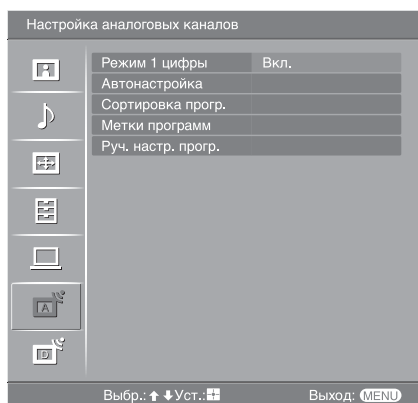 Настройка аналоговых каналов
Режим 1 цифры Вкл.
Автонастройка
Сортировка прогр.
Метки программ
Руч. настр. прогр.
A
D
Выбр.: Уст.: Выход: MENU